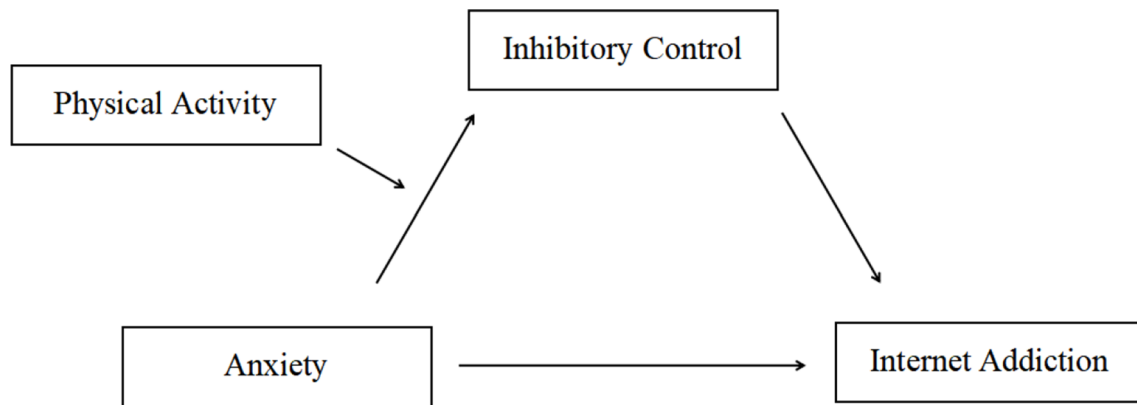 Inhibitory Control
Physical Activity
Anxiety
Internet Addiction